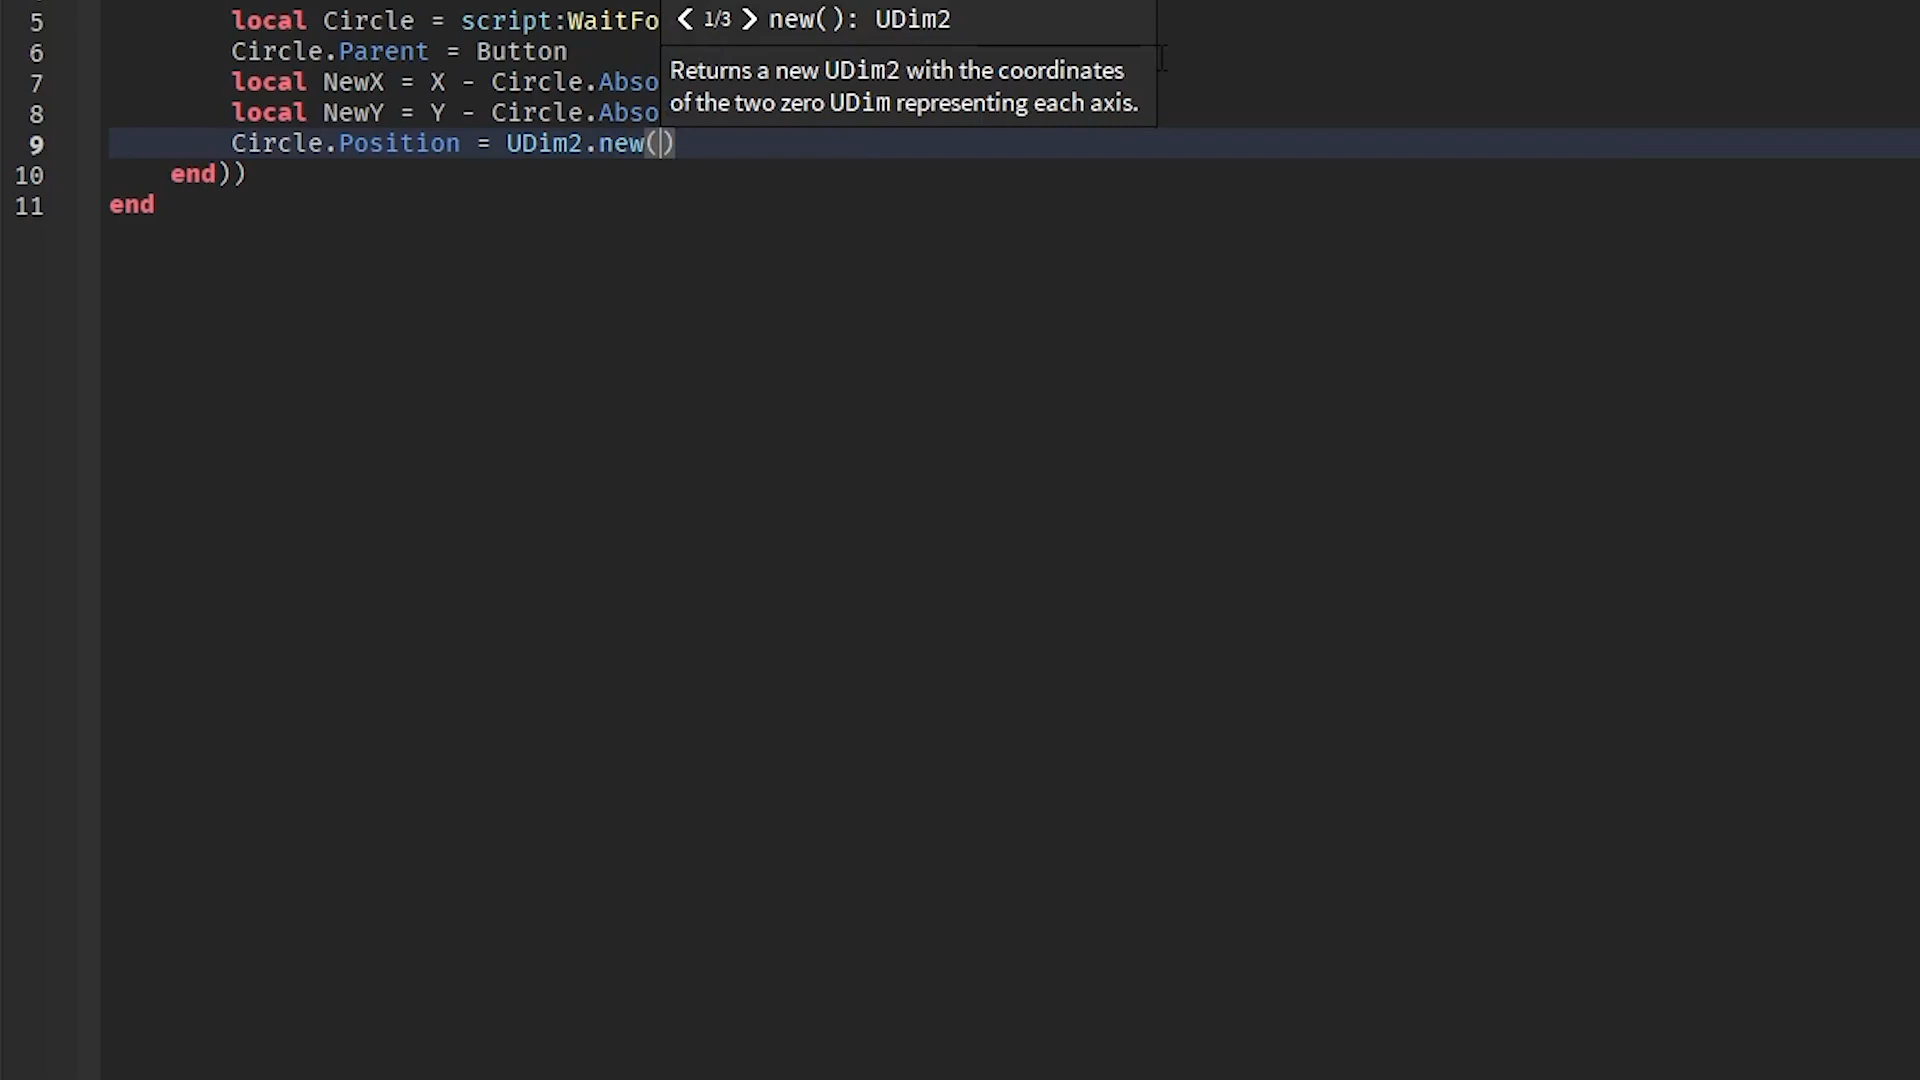 5 local Circle = script:WaitFo
6 Circle.Parent = Button
7 local NewX = X - Circle.Abso
8 local NewY = Y - Circle.Abso
9 Circle.Position = UDim2.new()
10 end))
11 end
1/3 new(): UDim2
Returns a new UDim2 with the coordinates
of the two zero UDim representing each axis.